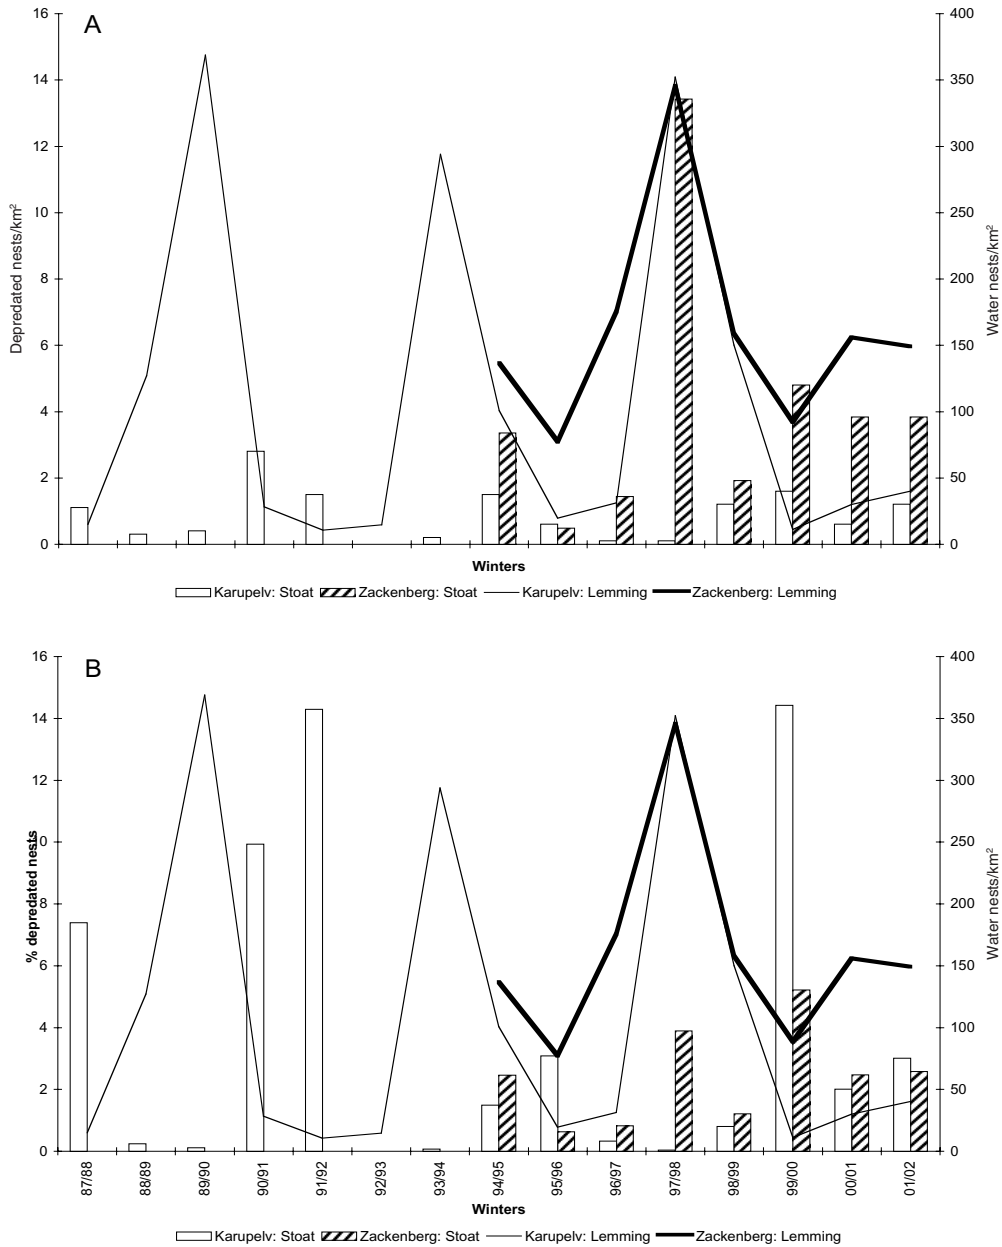 A
16 400
14 350
12 300
10 250
8 200
6 150
4 100
2 50
0 0
Depredated nests/km²
Water nests/km²
Winters
Karupelv: Stoat Zackenberg: Stoat Karupelv: Lemming Zackenberg: Lemming
B
16 400
14 350
12 300
10 250
8 200
6 150
4 100
2 50
0 0
% depredated nests
Water nests/km²
87/88 88/89 89/90 90/91 91/92 92/93 93/94 94/95 95/96 96/97 97/98 98/99 99/00 00/01 01/02
Winters
Karupelv: Stoat Zackenberg: Stoat Karupelv: Lemming Zackenberg: Lemming